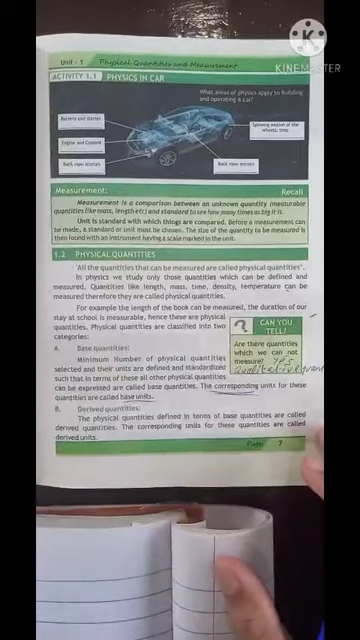 KINEMASTER
Unit - 1 Physical Quantities and Measurement
ACTIVITY 1.1 PHYSICS IN CAR
What areas of physics apply to building
and operating a car?
Battery and starter
Spinning motion of the
wheels, tires
Engine and Coolant
Back view mirrors
Back view mirrors
Measurement: Recall
Measurement is a comparison between an unknown quantity (measurable
quantities like mass, length etc) and standard to see how many times as big it is.
Unit is standard with which things are compared. Before a measurement can
be made, a standard or unit must be chosen. The size of the quantity to be measured is
then found with an instrument having a scale marked in the unit.
1.2 PHYSICAL QUANTITIES
'All the quantities that can be measured are called physical quantities'.
In physics we study only those quantities which can be defined and
measured. Quantities like length, mass, time, density, temperature can be
measured therefore they are called physical quantities.
For example the length of the book can be measured, the duration of our
stay at school is measurable, hence these are physical
quantities. Physical quantities are classified into two
categories:
? CAN YOU
TELL?
Are there quantities
which we can not
measure? yes
Qualitative
A. Base quantities:
Minimum Number of physical quantities
selected and their units are defined and standardized
such that in terms of these all other physical quantities
can be expressed are called base quantities. The corresponding units for these
quantities are called base units.
B. Derived quantities:
The physical quantities defined in terms of base quantities are called
derived quantities. The corresponding units for these quantities are called
derived units.
Page 7